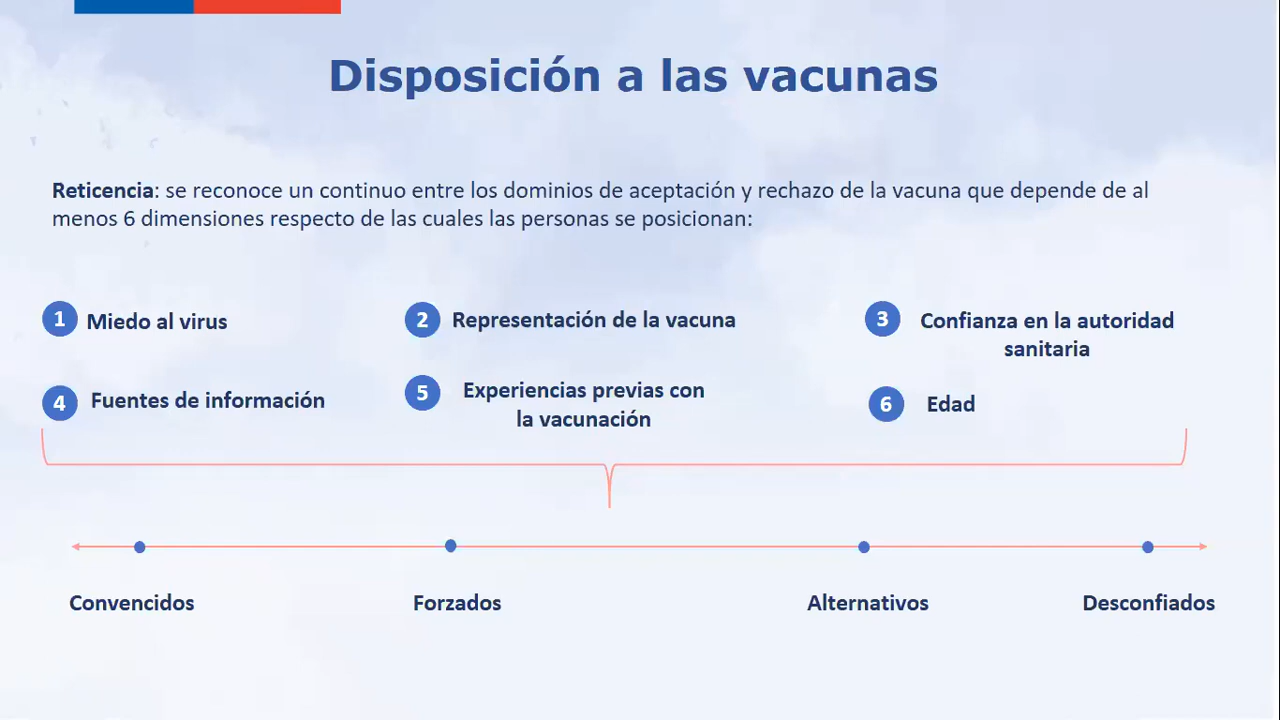 Disposición a las vacunas
Reticencia: se reconoce un continuo entre los dominios de aceptación y rechazo de la vacuna que depende de al
menos 6 dimensiones respecto de las cuales las personas se posicionan:
1 Miedo al virus
2 Representación de la vacuna
3 Confianza en la autoridad
sanitaria
4 Fuentes de información
5 Experiencias previas con
la vacunación
6 Edad
Convencidos
Forzados
Alternativos
Desconfiados